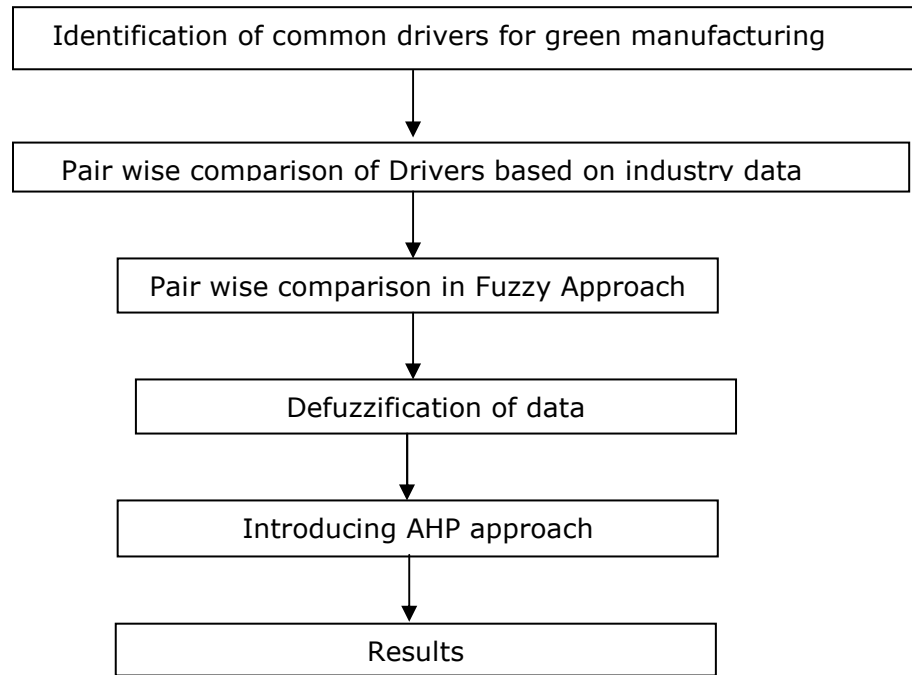 Identification of common drivers for green manufacturing
Pair wise comparison of Drivers based on industry data
Pair wise comparison in Fuzzy Approach
Defuzzification of data
Introducing AHP approach
Results